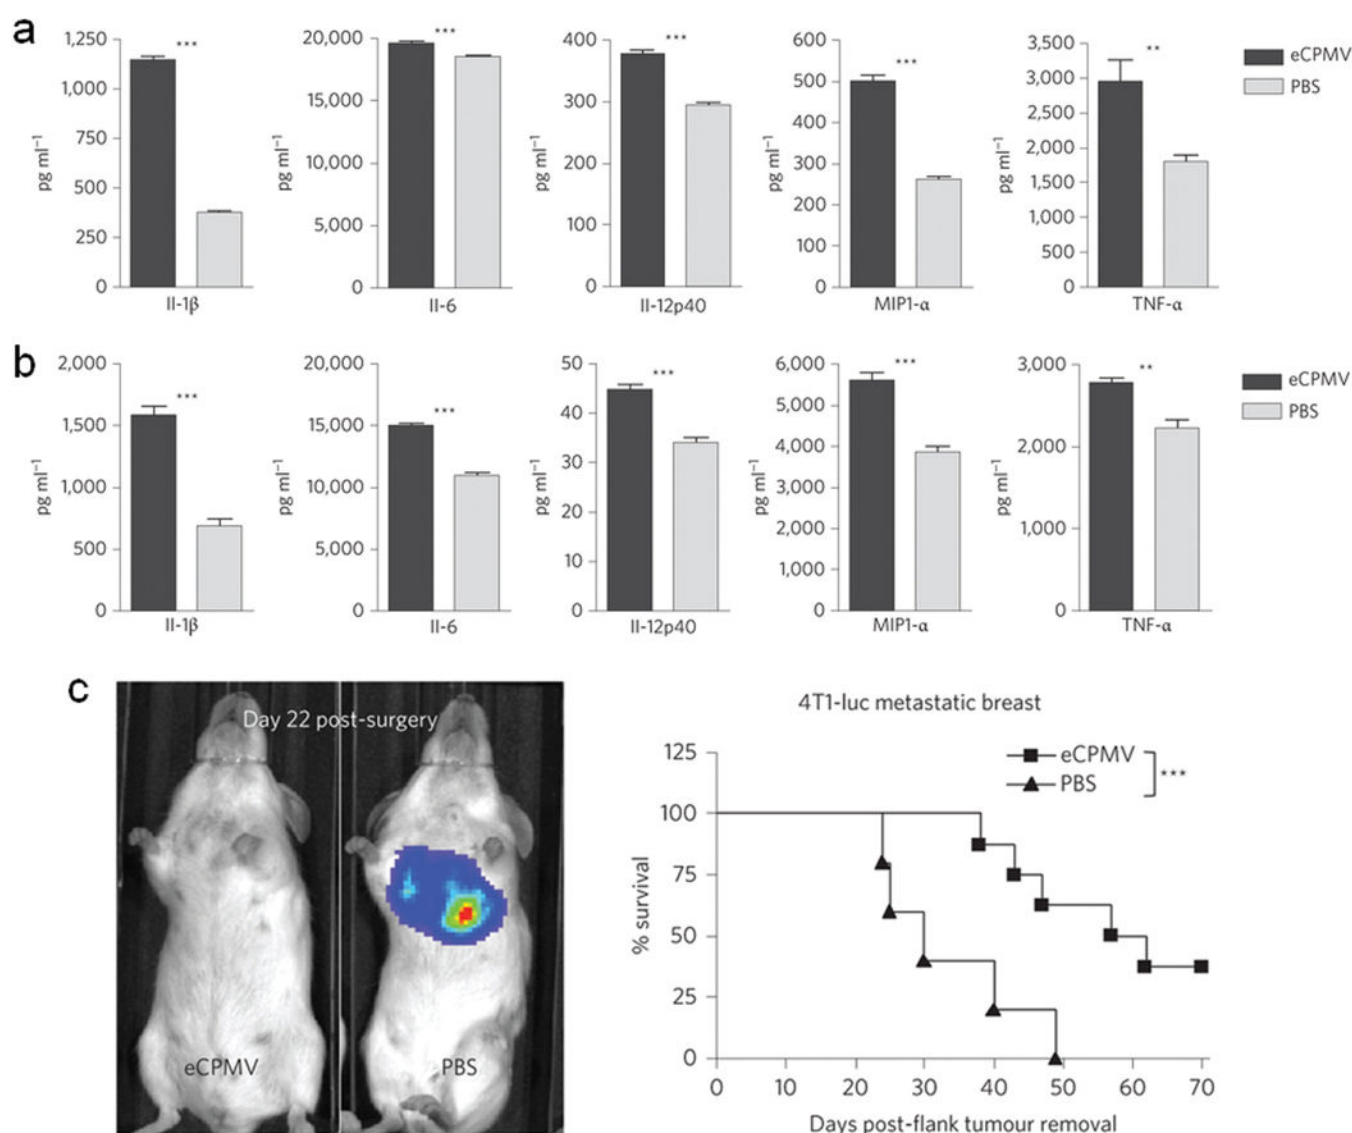 a
1,250
1,000
750
500
250
0
pg ml⁻¹
***
Il-1β
20,000
15,000
10,000
5,000
0
pg ml⁻¹
***
Il-6
400
300
200
100
0
pg ml⁻¹
***
Il-12p40
600
500
400
300
200
100
0
pg ml⁻¹
***
MIP1-α
3,500
3,000
2,500
2,000
1,500
1,000
500
0
pg ml⁻¹
**
TNF-α
eCPMV
PBS
b
2,000
1,500
1,000
500
0
pg ml⁻¹
***
Il-1β
20,000
15,000
10,000
5,000
0
pg ml⁻¹
***
Il-6
50
40
30
20
10
0
pg ml⁻¹
***
Il-12p40
6,000
5,000
4,000
3,000
2,000
1,000
0
pg ml⁻¹
***
MIP1-α
3,000
2,000
1,000
0
pg ml⁻¹
**
TNF-α
eCPMV
PBS
c
Day 22 post-surgery
eCPMV
PBS
4T1-luc metastatic breast
125
100
75
50
25
0
% survival
eCPMV
PBS
***
0 10 20 30 40 50 60 70
Days post-flank tumour removal